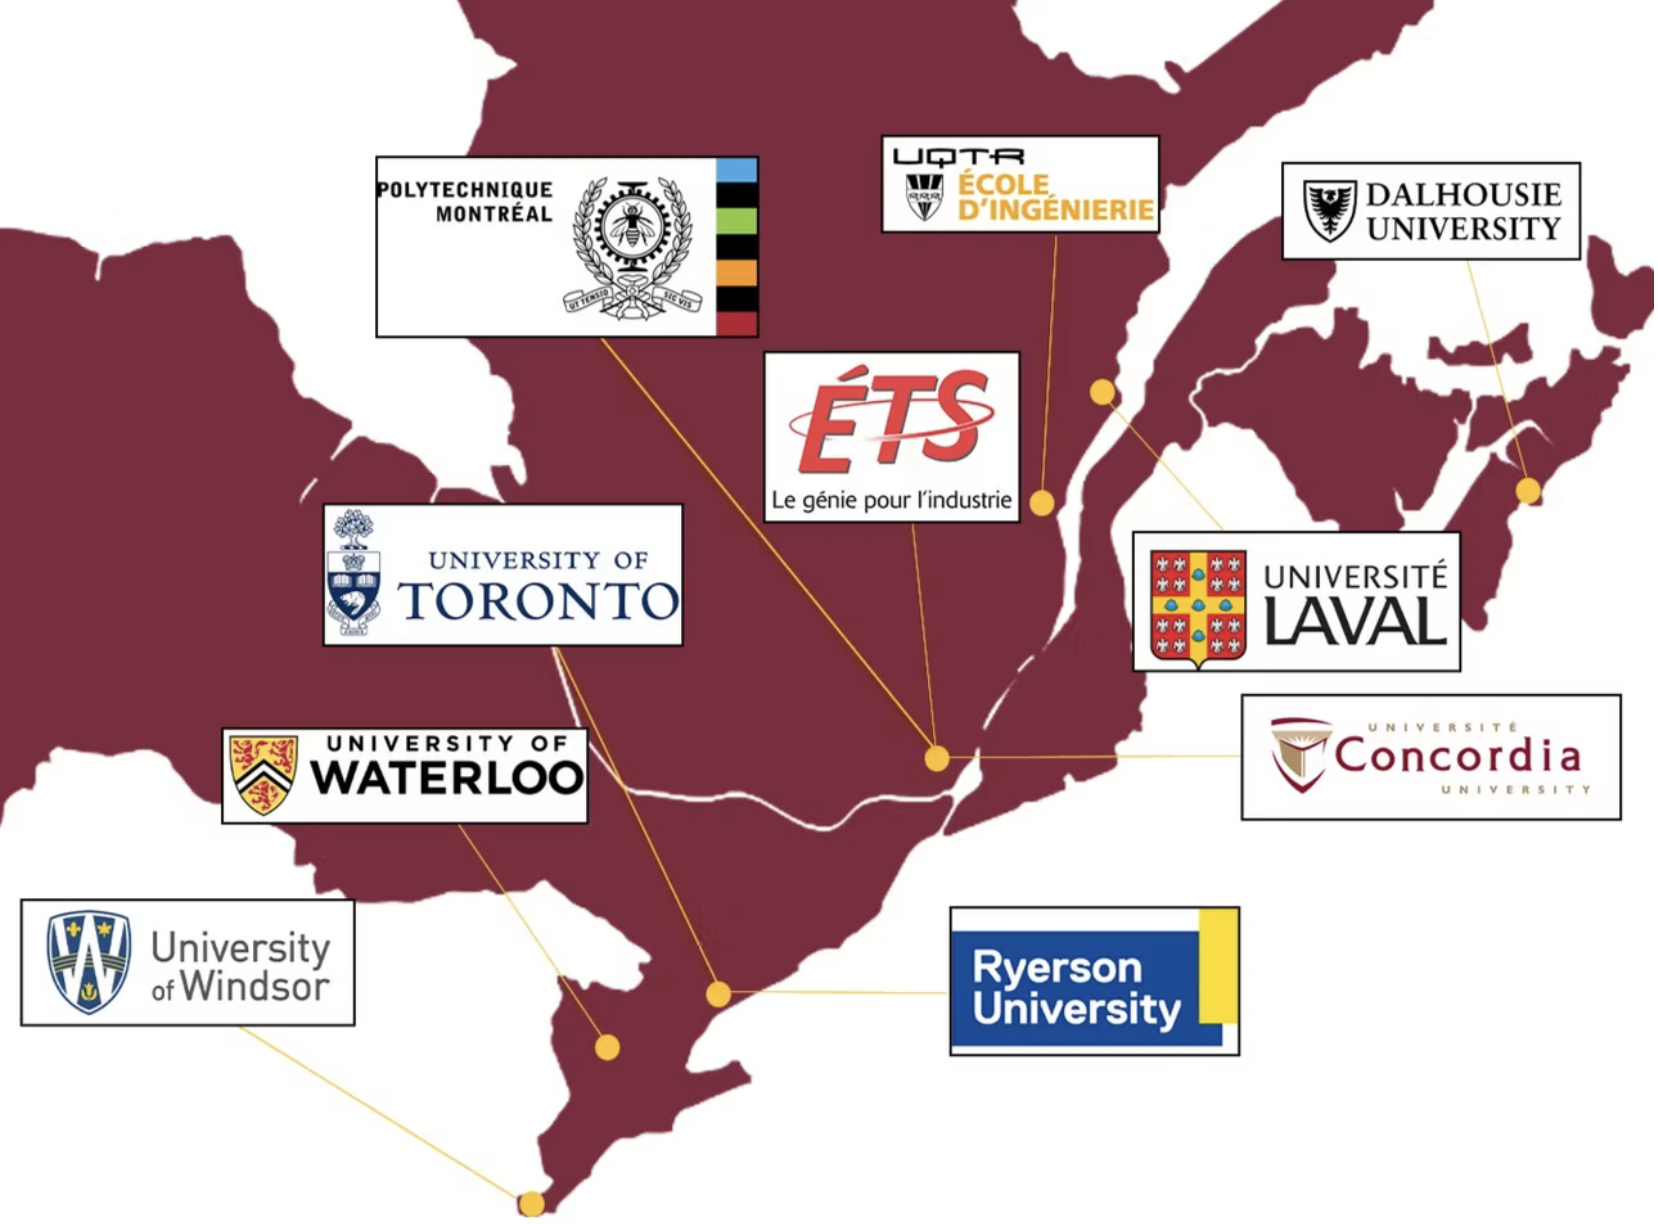 POLYTECHNIQUE
MONTRÉAL
UT TENSIO SIC VIS
UQTR
ÉCOLE
D'INGÉNIERIE
DALHOUSIE
UNIVERSITY
ÉTS
Le génie pour l'industrie
UNIVERSITY OF
TORONTO
UNIVERSITÉ
LAVAL
UNIVERSITY OF
WATERLOO
UNIVERSITÉ
Concordia
UNIVERSITY
University
of Windsor
Ryerson
University